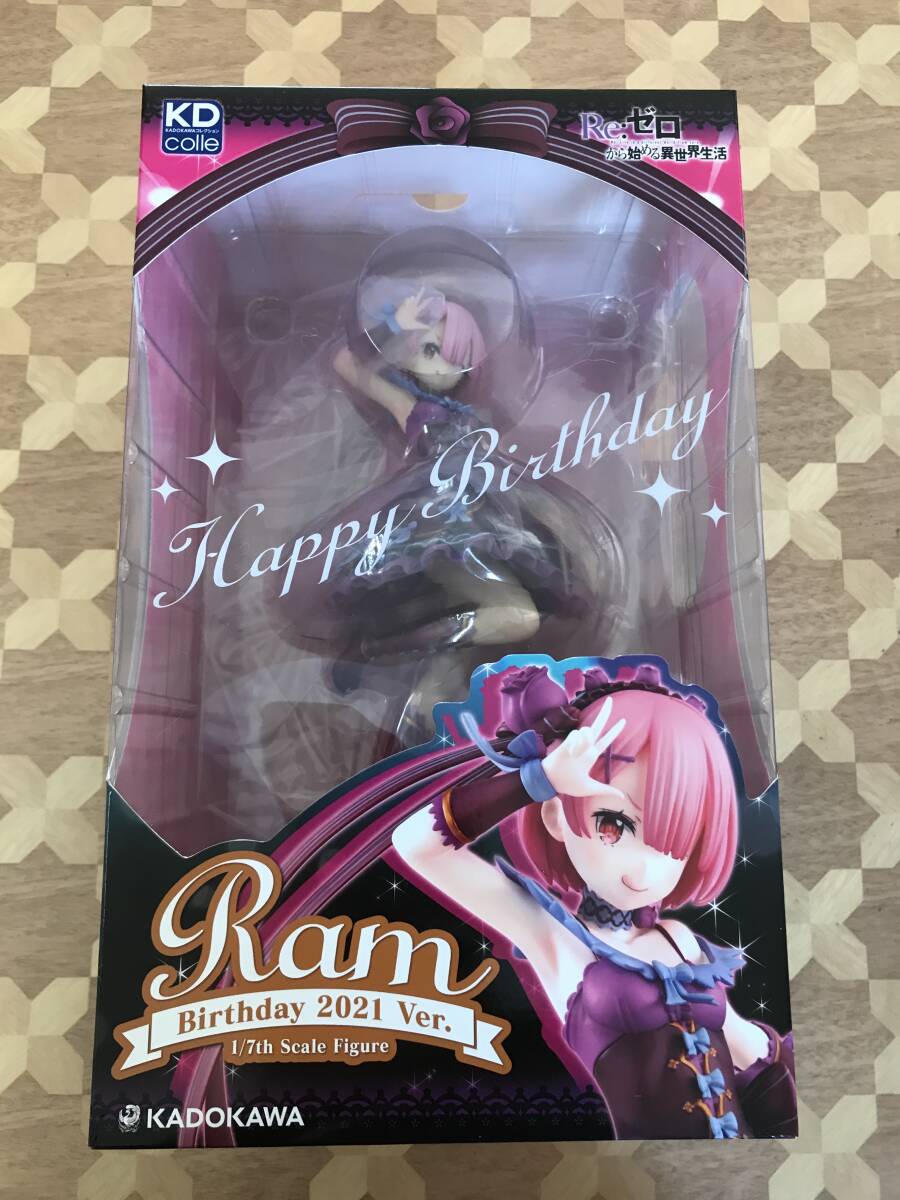 KD
KADOKAWAコレクション
colle
Re:ゼロ
から始める異世界生活
Happy Birthday
Ram
Birthday 2021 Ver.
1/7th Scale Figure
KADOKAWA